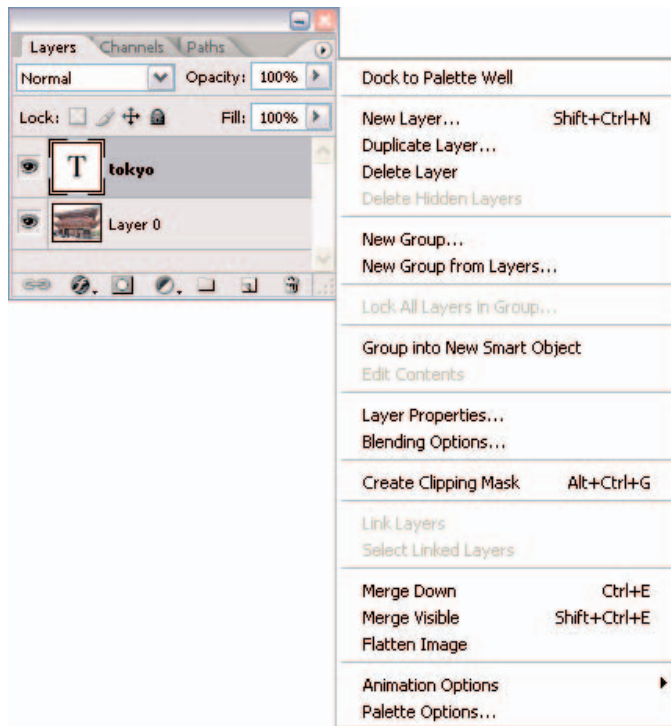 Layers Channels Paths
Normal Opacity: 100%
Lock: Fill: 100%
T tokyo
Layer 0
Dock to Palette Well
New Layer... Shift+Ctrl+N
Duplicate Layer...
Delete Layer
Delete Hidden Layers
New Group...
New Group from Layers...
Lock All Layers in Group...
Group into New Smart Object
Edit Contents
Layer Properties...
Blending Options...
Create Clipping Mask Alt+Ctrl+G
Link Layers
Select Linked Layers
Merge Down Ctrl+E
Merge Visible Shift+Ctrl+E
Flatten Image
Animation Options
Palette Options...